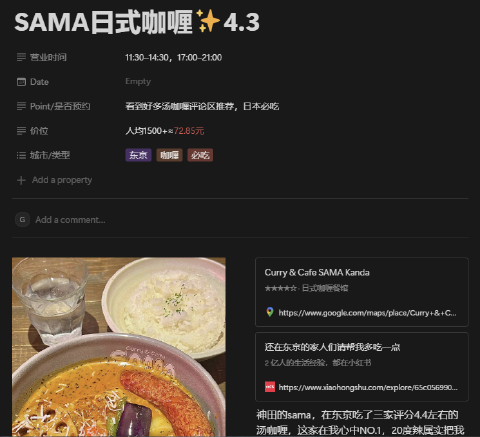 SAMA日式咖喱✨4.3
营业时间 11:30–14:30，17:00–21:00
Date Empty
Point/是否预约 看到好多汤咖喱评论区推荐，日本必吃
价位 人均1500+≈72.85元
城市/类型 东京 咖喱 必吃
Add a property
G Add a comment...
Curry & Cafe SAMA Kanda
★★★★☆ · 日式咖喱餐馆
https://www.google.com/maps/place/Curry+&+C...
还在东京的家人们请帮我多吃一点
2 亿人的生活经验，都在小红书
https://www.xiaohongshu.com/explore/65c056990...
神田的sama，在东京吃了三家评分4.4左右的
汤咖喱，这家在我心中NO.1，20度辣属实把我
SAMA